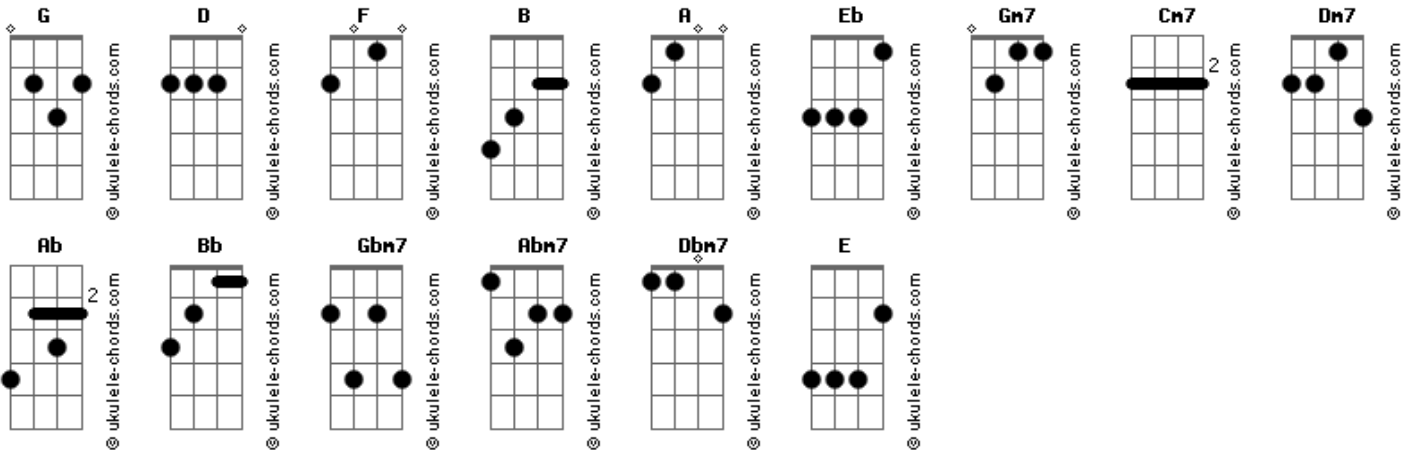 G D F B A Eb Gm7 Cm7 Dm7
2
© ukulele-chords.com © ukulele-chords.com © ukulele-chords.com © ukulele-chords.com © ukulele-chords.com © ukulele-chords.com © ukulele-chords.com © ukulele-chords.com © ukulele-chords.com
Ab Bb Gbm7 Abm7 Dbm7 E
2
© ukulele-chords.com © ukulele-chords.com © ukulele-chords.com © ukulele-chords.com © ukulele-chords.com © ukulele-chords.com